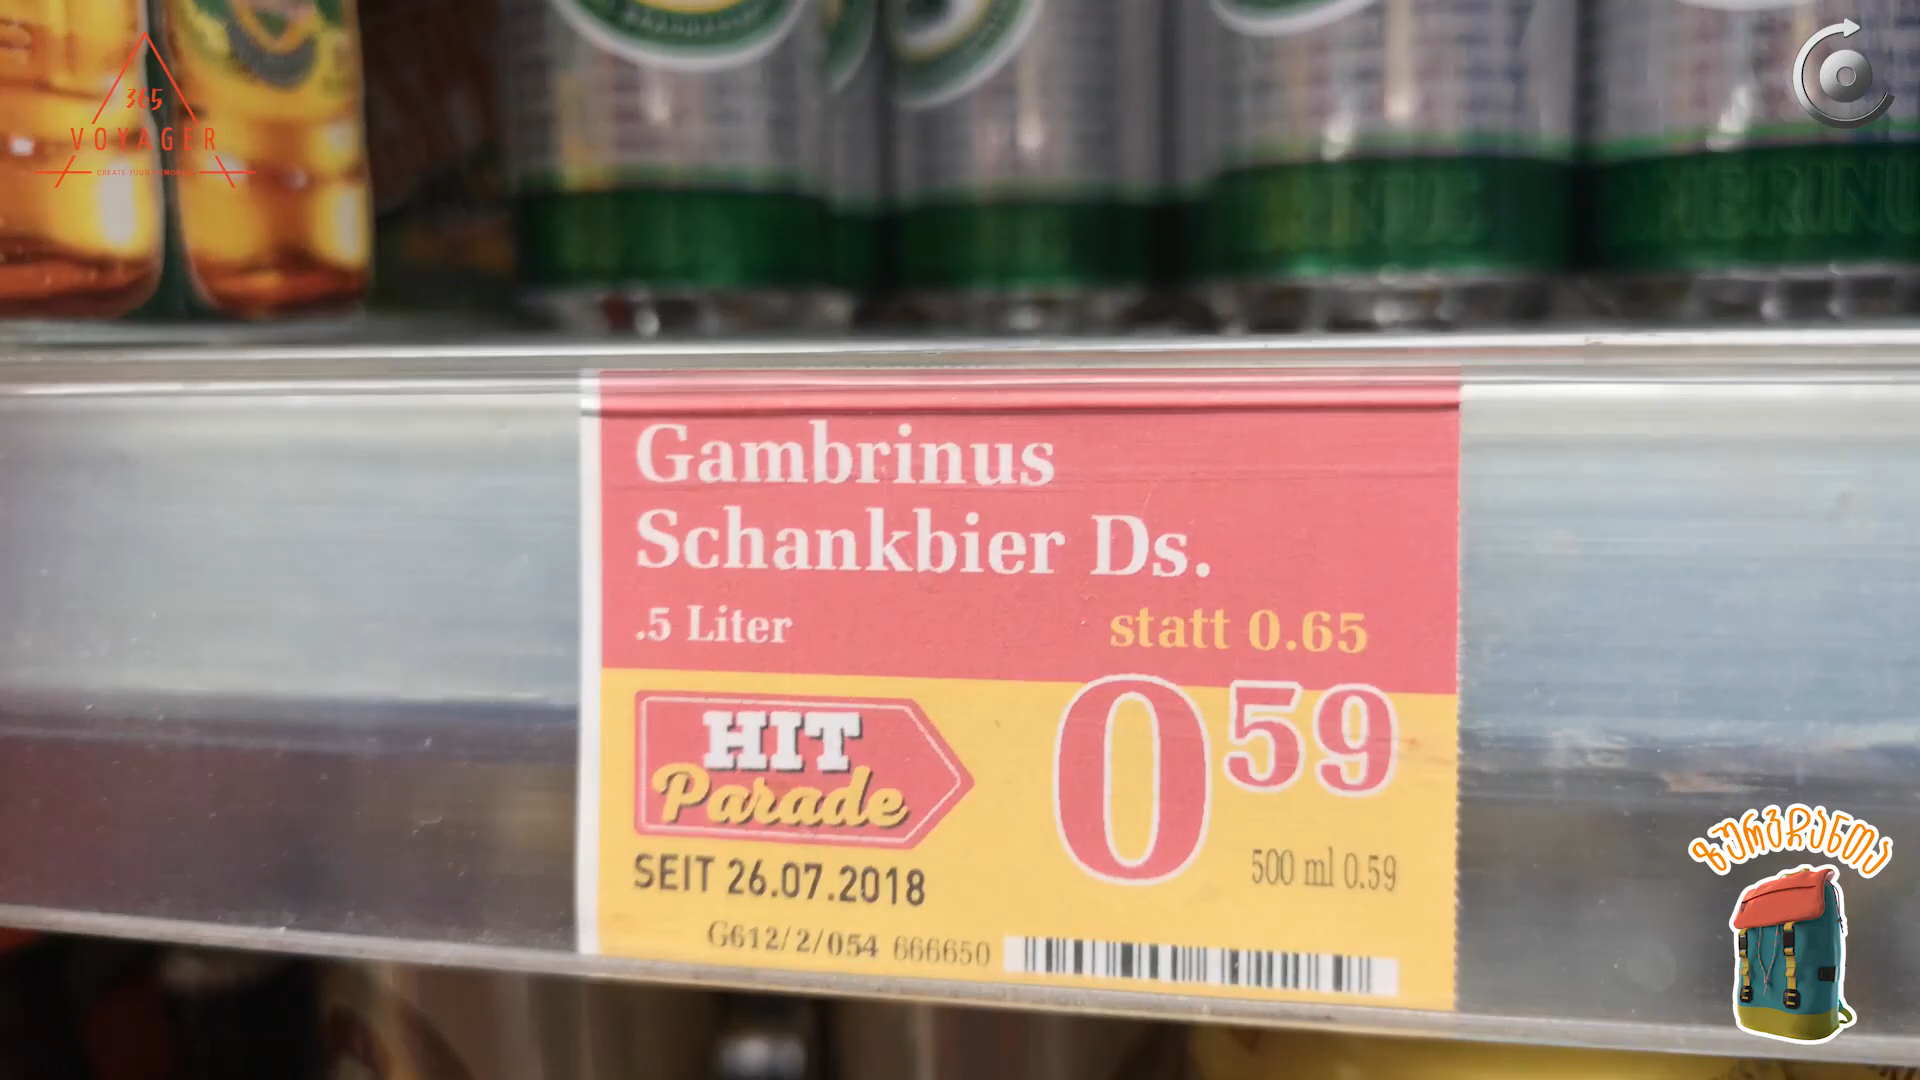 365
VOYAGER
Gambrinus
Schankbier Ds.
.5 Liter
statt 0.65
HIT
Parade
0 59
SEIT 26.07.2018
500 ml 0.59
G612/2/054 666650
ზურგჩანთა